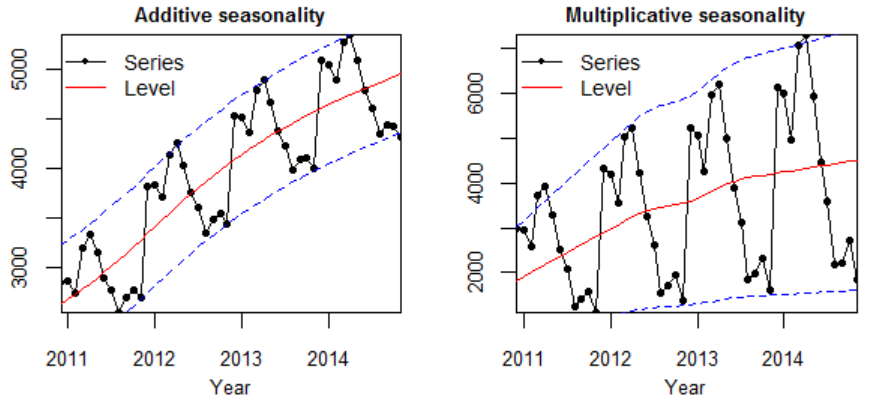 Additive seasonality
Series
Level
5000
4000
3000
2011 2012 2013 2014
Year
Multiplicative seasonality
Series
Level
6000
4000
2000
2011 2012 2013 2014
Year